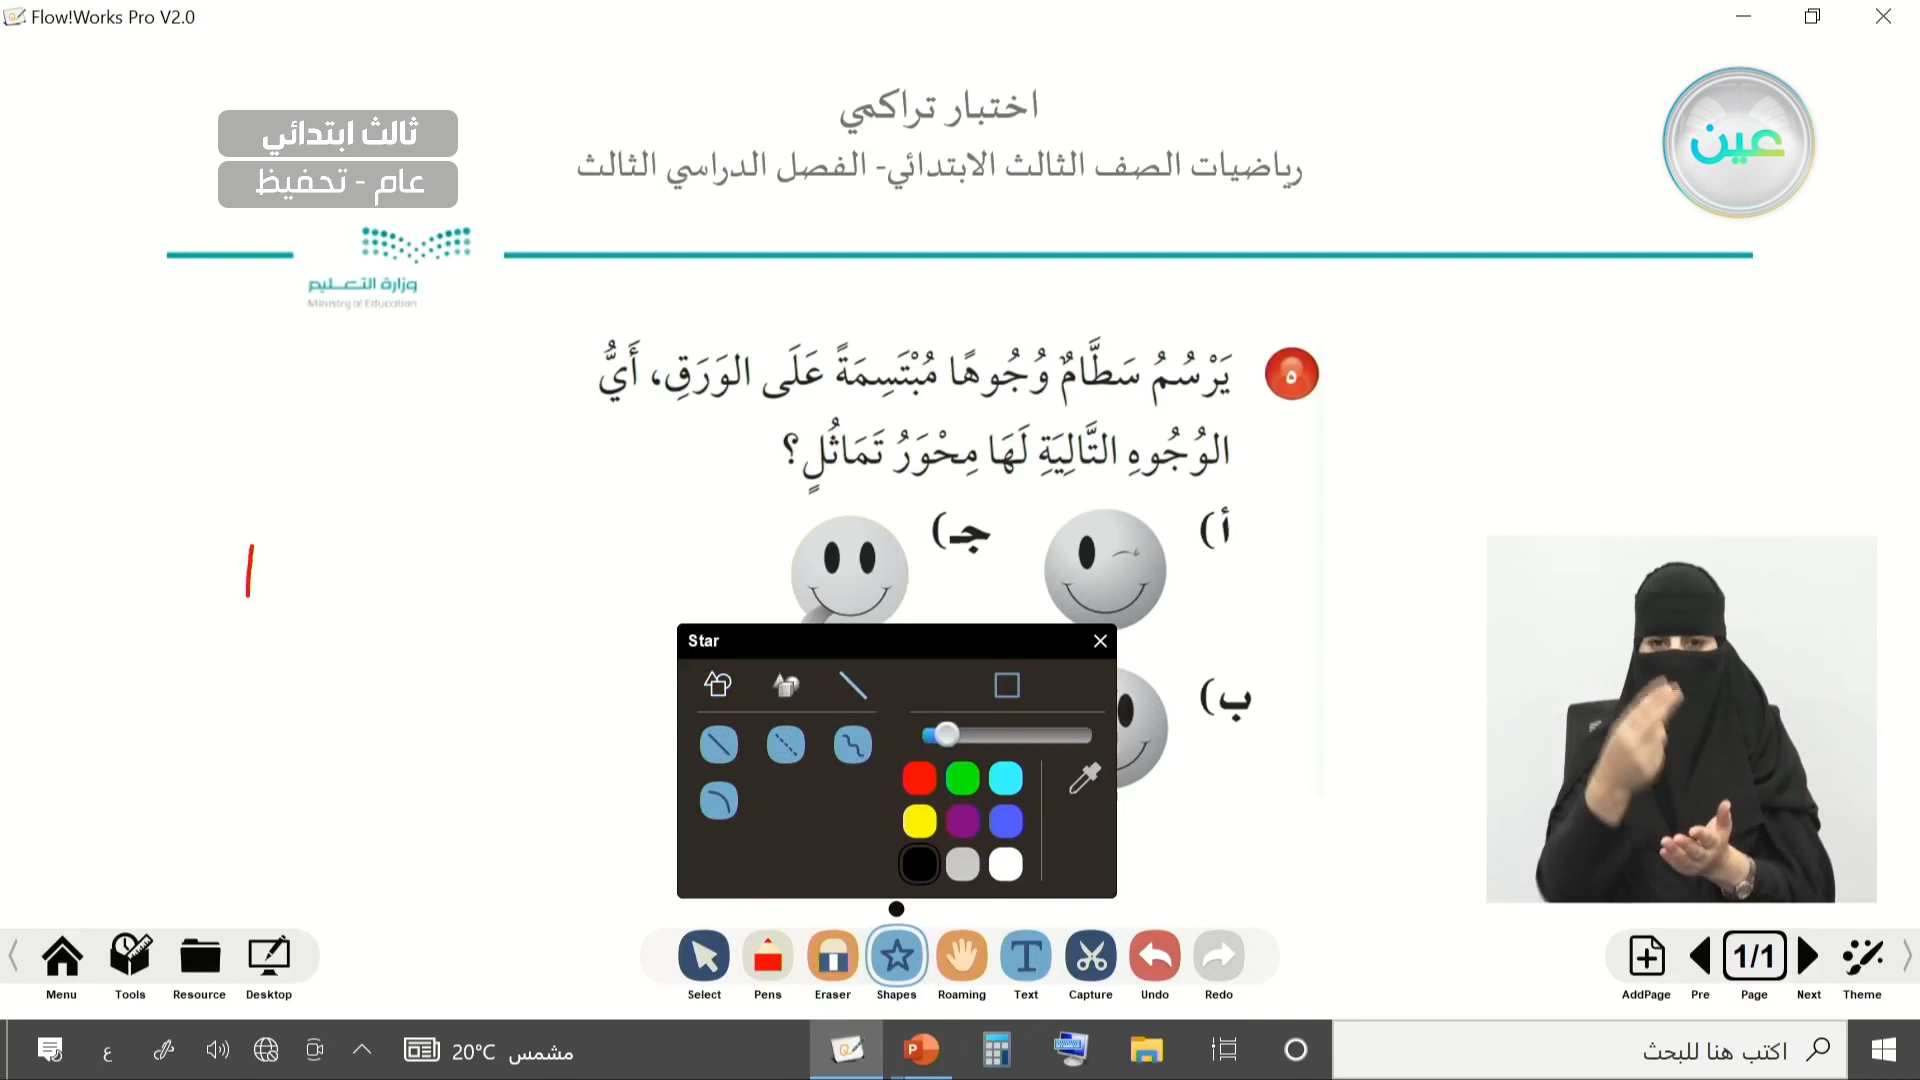 Flow!Works Pro V2.0
اختبار تراكمي
رياضيات الصف الثالث الابتدائي- الفصل الدراسي الثالث
ثالث ابتدائي
عام - تحفيظ
عين
وزارة التعليم
Ministry of Education
٥
يَرْسُمُ سَطَّامٌ وُجُوهًا مُبْتَسِمَةً عَلَى الوَرَقِ، أَيُّ
الوُجُوهِ التَّالِيَةِ لَهَا مِحْوَرُ تَمَاثُلٍ؟
أ)
جـ)
ب)
Star
Menu
Tools
Resource
Desktop
Select
Pens
Eraser
Shapes
Roaming
Text
Capture
Undo
Redo
AddPage
Pre
1/1
Page
Next
Theme
ع
20°C مشمس
اكتب هنا للبحث